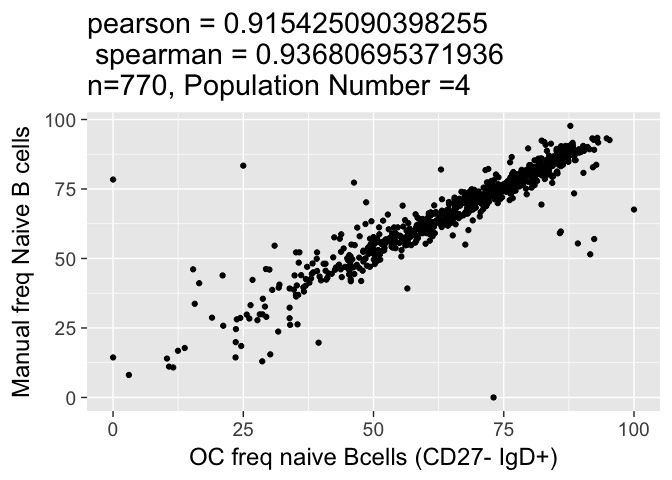 pearson = 0.915425090398255
spearman = 0.93680695371936
n=770, Population Number =4
Manual freq Naive B cells
100
75
50
25
0
0 25 50 75 100
OC freq naive Bcells (CD27- IgD+)